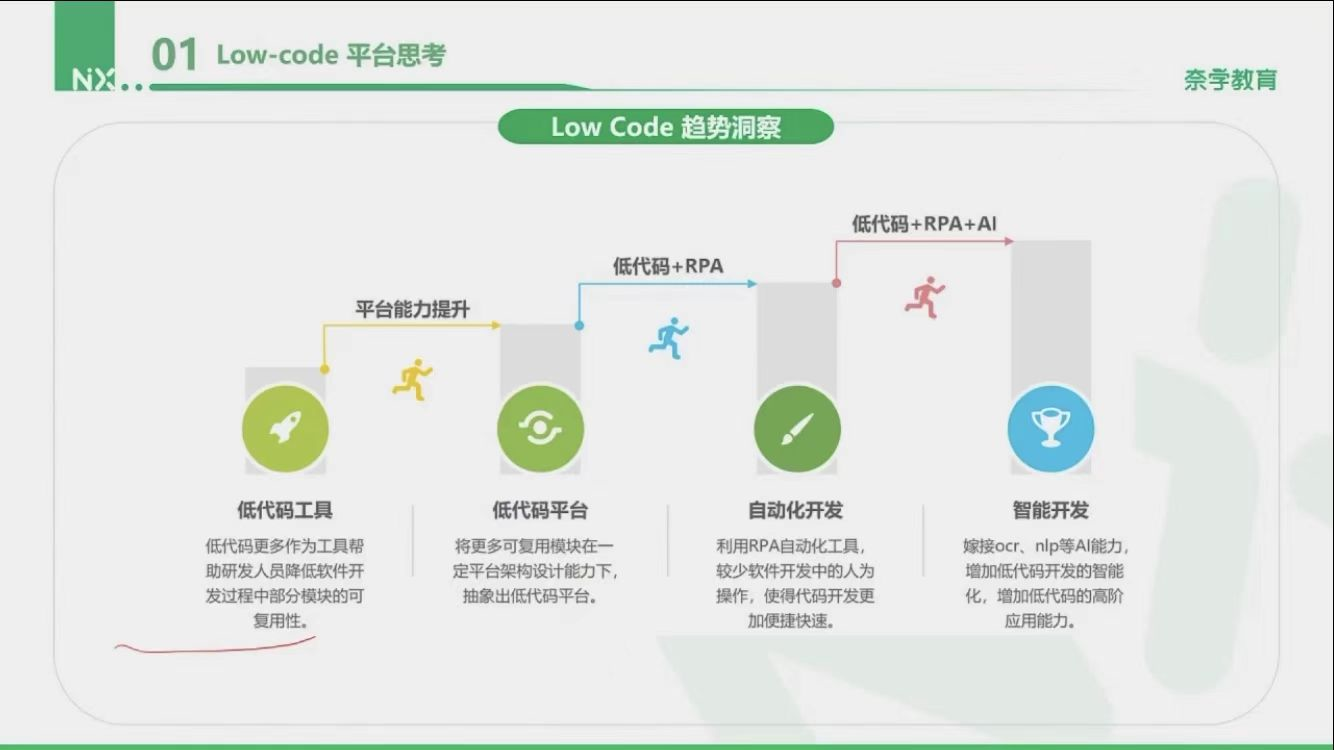 01 Low-code 平台思考
NiX
奈学教育
Low Code 趋势洞察
平台能力提升
低代码+RPA
低代码+RPA+AI
低代码工具
低代码更多作为工具帮
助研发人员降低软件开
发过程中部分模块的可
复用性。
低代码平台
将更多可复用模块在一
定平台架构设计能力下，
抽象出低代码平台。
自动化开发
利用RPA自动化工具，
较少软件开发中的人为
操作，使得代码开发更
加便捷快速。
智能开发
嫁接ocr、nlp等AI能力，
增加低代码开发的智能
化，增加低代码的高阶
应用能力。